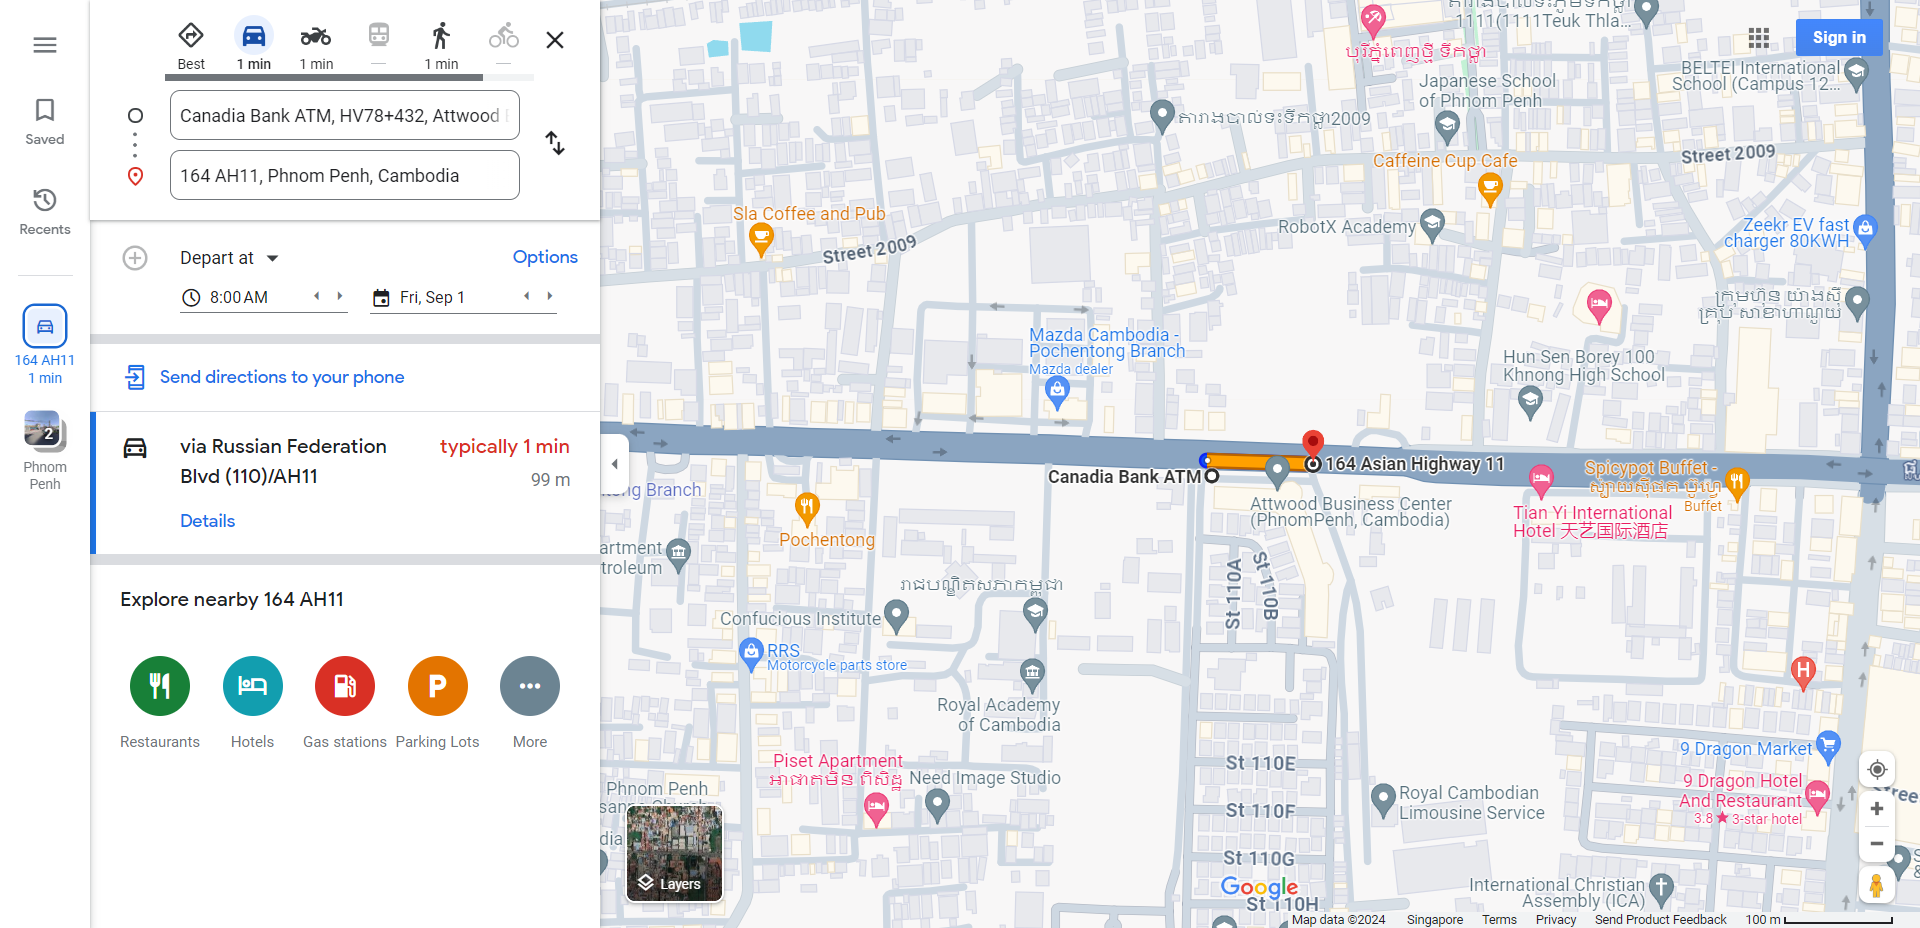 Saved
Recents
164 AH11
1 min
2
Phnom
Penh
Best
1 min
1 min
1 min
Canadia Bank ATM, HV78+432, Attwood
164 AH11, Phnom Penh, Cambodia
Depart at
Options
8:00 AM
Fri, Sep 1
Send directions to your phone
via Russian Federation
Blvd (110)/AH11
typically 1 min
99 m
Details
Explore nearby 164 AH11
Restaurants
Hotels
Gas stations
Parking Lots
More
Sign in
1111(1111Teuk Thla...
បុរីភ្នំពេញថ្មី ទឹកថ្លា
Japanese School
of Phnom Penh
BELTEI International
School (Campus 12...
តារាងបាល់ទះទឹកថ្លា2009
Caffeine Cup Cafe
Street 2009
Sla Coffee and Pub
Street 2009
RobotX Academy
Zeekr EV fast
charger 80KWH
ក្រុមហ៊ុន យ៉ាងស៊ី
គ្រុប សាខាហាណូយ
Mazda Cambodia -
Pochentong Branch
Mazda dealer
Hun Sen Borey 100
Khnong High School
164 Asian Highway 11
Canadia Bank ATM
Attwood Business Center
(PhnomPenh, Cambodia)
Spicypot Buffet -
Buffet
Tian Yi International
Hotel 天艺国际酒店
ng Branch
Pochentong
artment
troleum
រាជបណ្ឌិតសភាកម្ពុជា
Confucious Institute
St 110A
St 110B
RRS
Motorcycle parts store
Royal Academy
of Cambodia
H
Piset Apartment
អាផាតមិន ពិសិដ្ឋ
Need Image Studio
Phnom Penh
St 110E
St 110F
St 110G
St 110H
Royal Cambodian
Limousine Service
9 Dragon Market
9 Dragon Hotel
And Restaurant
3.8★3-star hotel
International Christian
Assembly (ICA)
Layers
Google
Map data ©2024
Singapore
Terms
Privacy
Send Product Feedback
100 m